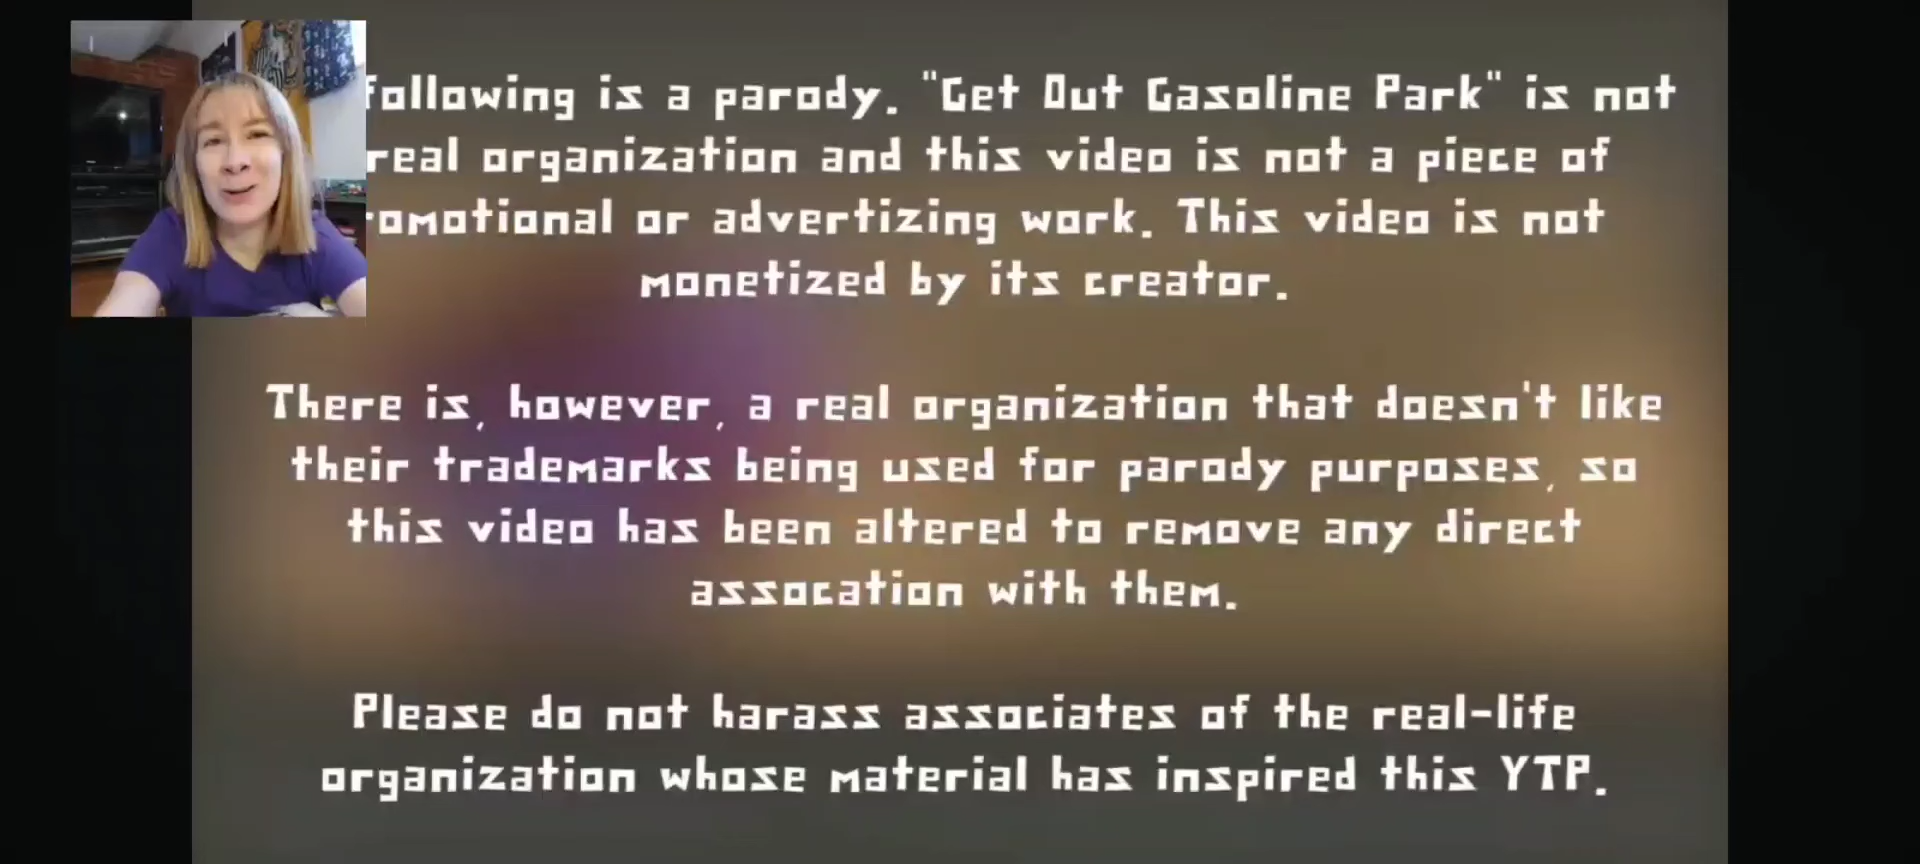 following is a parody. "Get Out Gasoline Park" is not
real organization and this video is not a piece of
omotional or advertizing work. This video is not
monetized by its creator.
There is, however, a real organization that doesn't like
their trademarks being used for parody purposes, so
this video has been altered to remove any direct
assocation with them.
Please do not harass associates of the real-life
organization whose material has inspired this YTP.